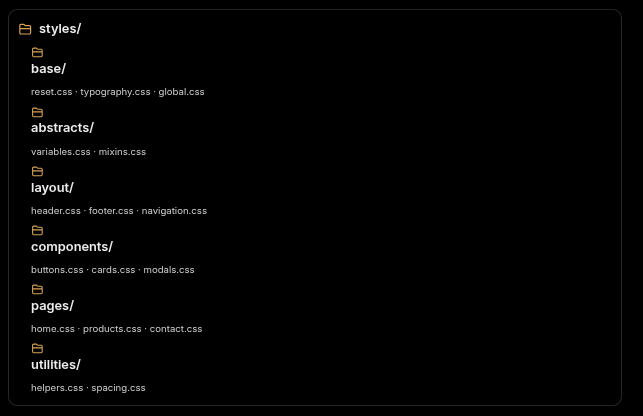 styles/
base/
reset.css · typography.css · global.css
abstracts/
variables.css · mixins.css
layout/
header.css · footer.css · navigation.css
components/
buttons.css · cards.css · modals.css
pages/
home.css · products.css · contact.css
utilities/
helpers.css · spacing.css